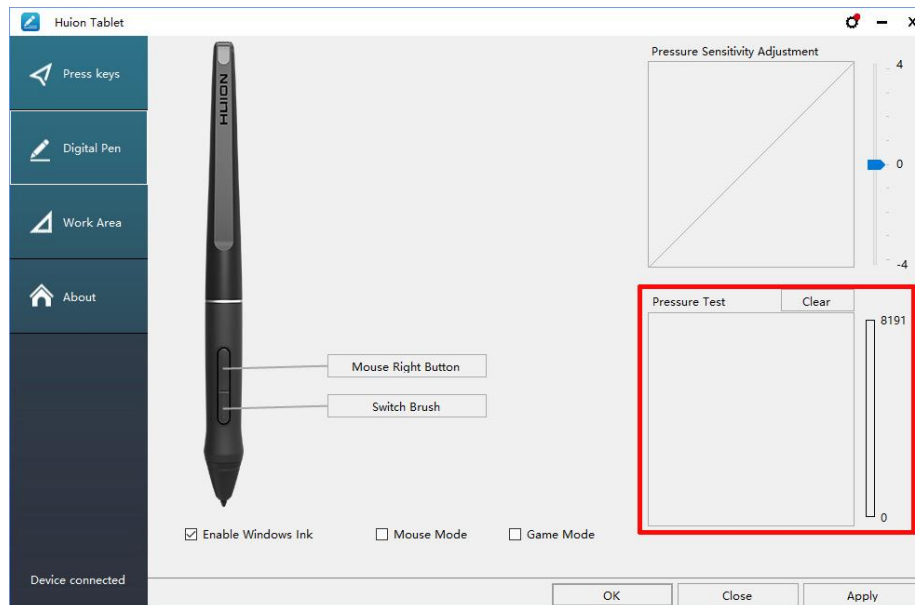 Huion Tablet
Press keys
Digital Pen
Work Area
About
Device connected
HUION
Mouse Right Button
Switch Brush
Enable Windows Ink
Mouse Mode
Game Mode
Pressure Sensitivity Adjustment
4
0
-4
Pressure Test
Clear
8191
0
OK
Close
Apply